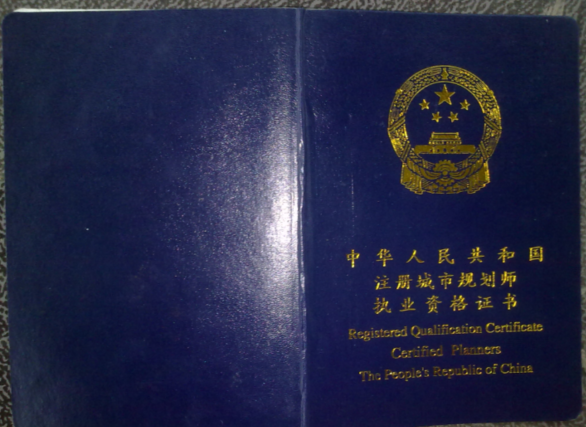 中华人民共和国
注册城市规划师
执业资格证书
Registered Qualification Certificate
Certified Planners
The People's Republic of China